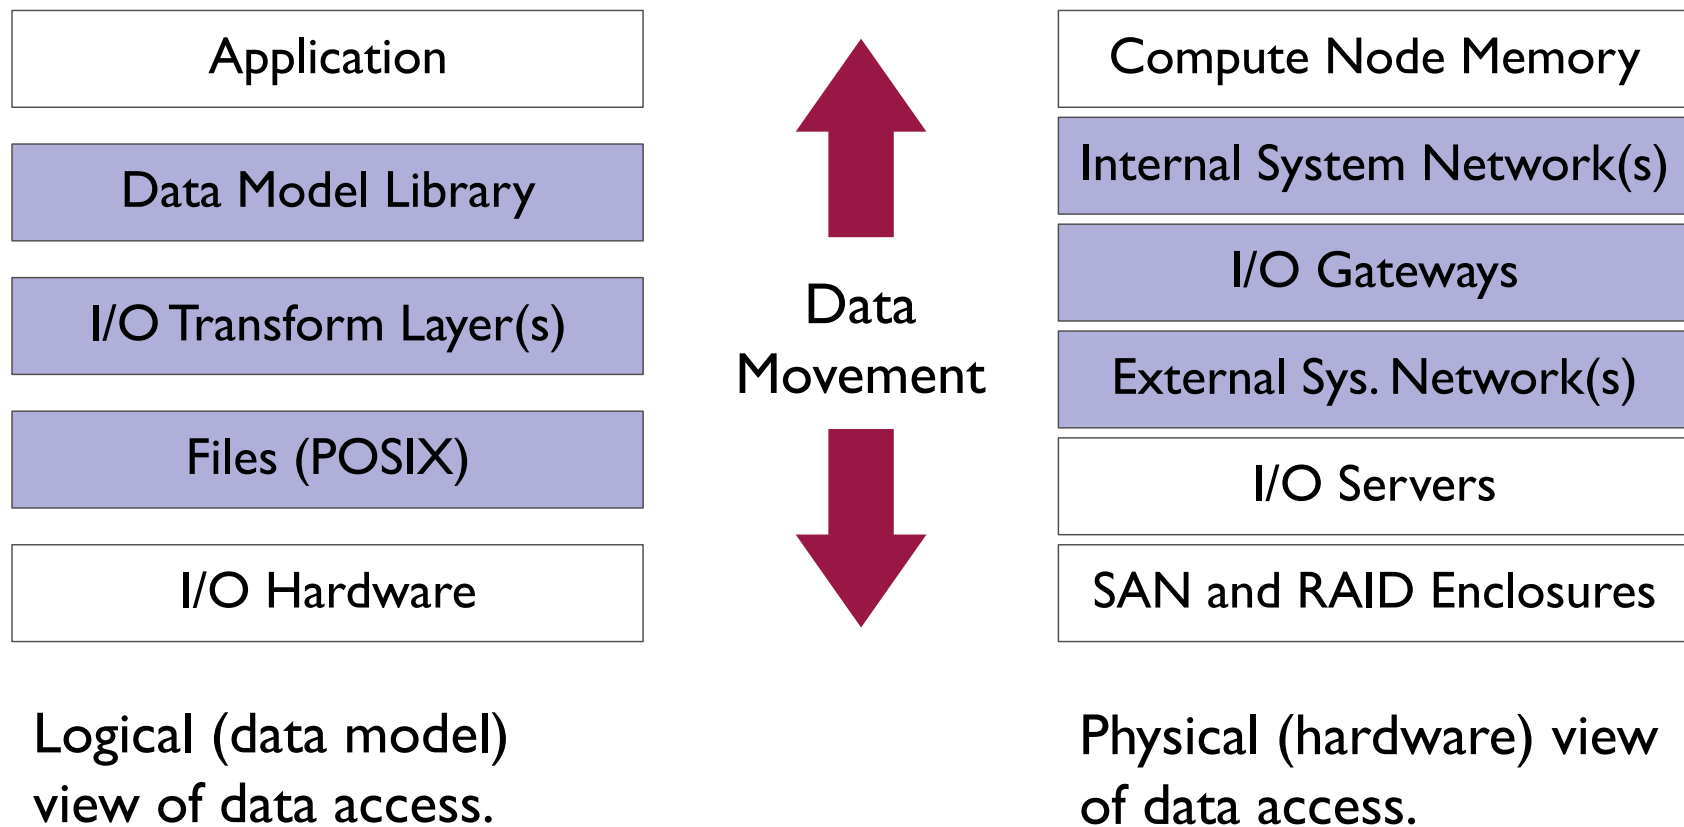 Application
Data Model Library
I/O Transform Layer(s)
Files (POSIX)
I/O Hardware
Logical (data model)
view of data access.
Data
Movement
Compute Node Memory
Internal System Network(s)
I/O Gateways
External Sys. Network(s)
I/O Servers
SAN and RAID Enclosures
Physical (hardware) view
of data access.